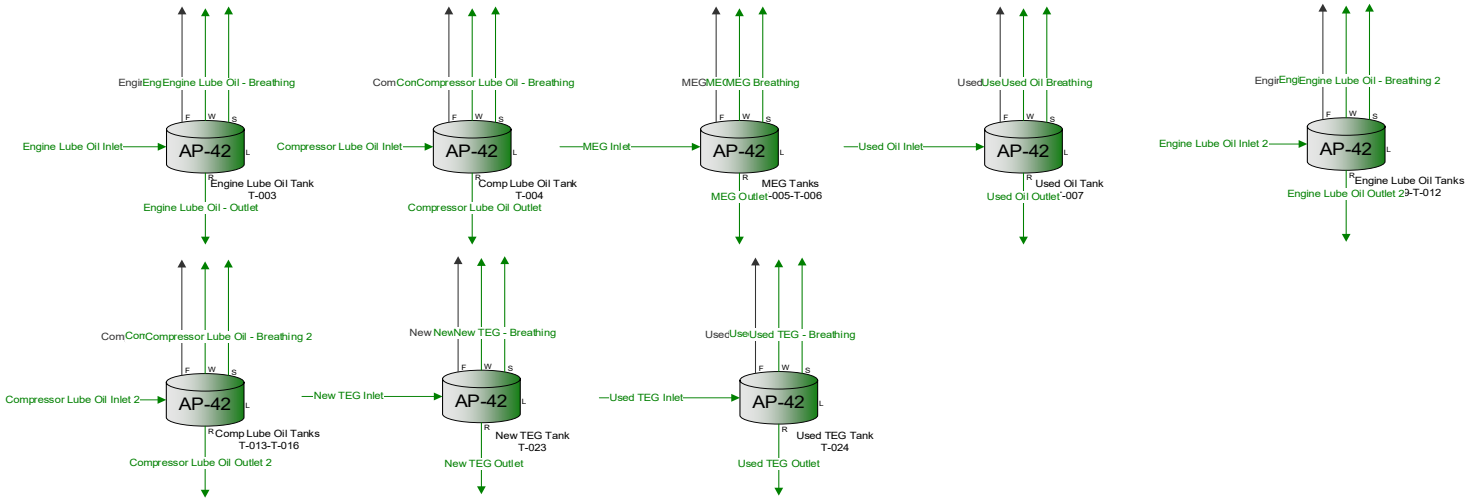 Engine Lube Oil - Breathing
Compressor Lube Oil - Breathing
MEG Breathing
Used Oil Breathing
Engine Lube Oil - Breathing 2
F W S
F W S
F W S
F W S
F W S
Engine Lube Oil Inlet
AP-42
L
Compressor Lube Oil Inlet
AP-42
L
MEG Inlet
AP-42
L
Used Oil Inlet
AP-42
L
Engine Lube Oil Inlet 2
AP-42
L
R
Engine Lube Oil Tank
T-003
R
Comp Lube Oil Tank
T-004
R
MEG Tanks
-005-T-006
R
Used Oil Tank
-007
R
Engine Lube Oil Tanks
-T-012
Engine Lube Oil - Outlet
Compressor Lube Oil Outlet
MEG Outlet
Used Oil Outlet
Engine Lube Oil Outlet 2
Compressor Lube Oil - Breathing 2
New TEG - Breathing
Used TEG - Breathing
F W S
F W S
F W S
Compressor Lube Oil Inlet 2
AP-42
L
New TEG Inlet
AP-42
L
Used TEG Inlet
AP-42
L
R
Comp Lube Oil Tanks
T-013-T-016
R
New TEG Tank
T-023
R
Used TEG Tank
T-024
Compressor Lube Oil Outlet 2
New TEG Outlet
Used TEG Outlet